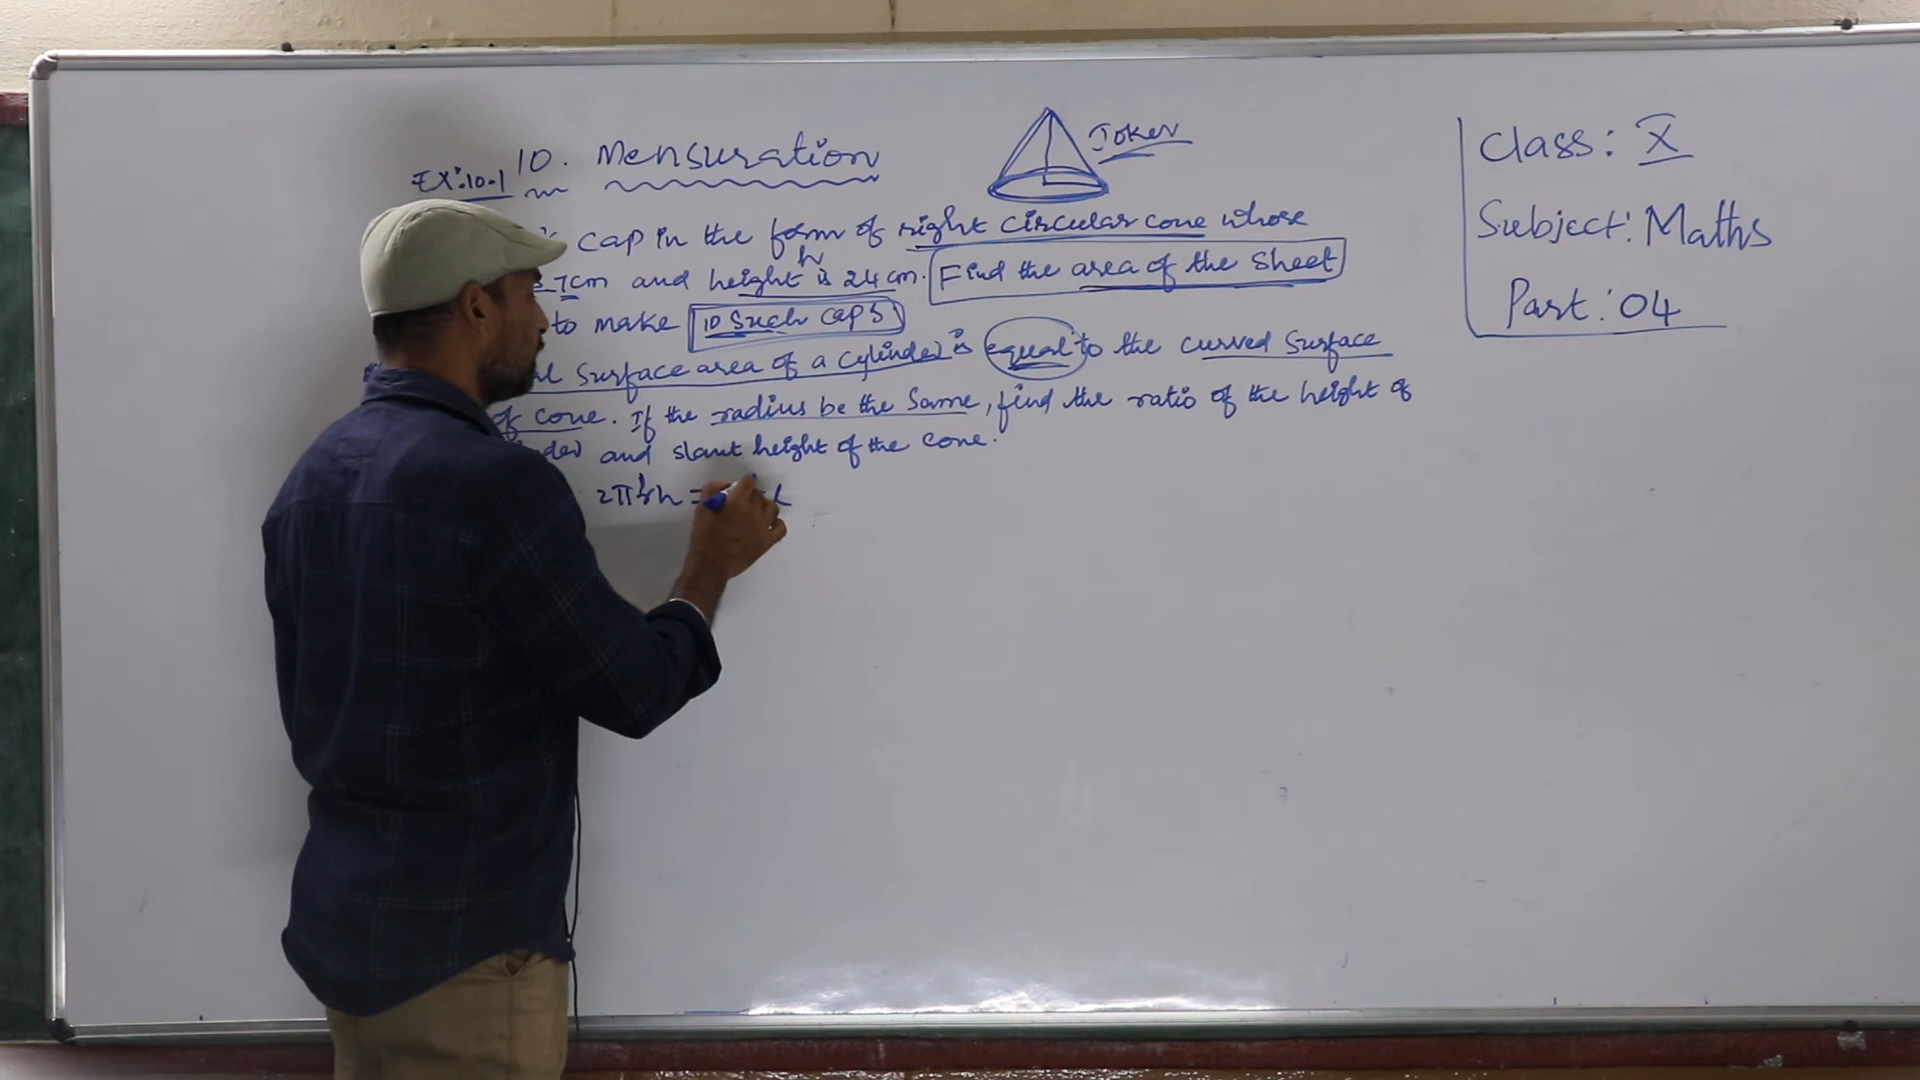 10. Mensuration
Ex:10.1
Joker
cap in the form of right circular cone whose
7cm and height is 24 cm. Find the area of the sheet
h
to make 10 such caps
surface area of a cylinder is equal to the curved surface
of cone. If the radius be the same, find the ratio of the height of
and slant height of the cone.
2πrh =
Class: X
Subject: Maths
Part: 04